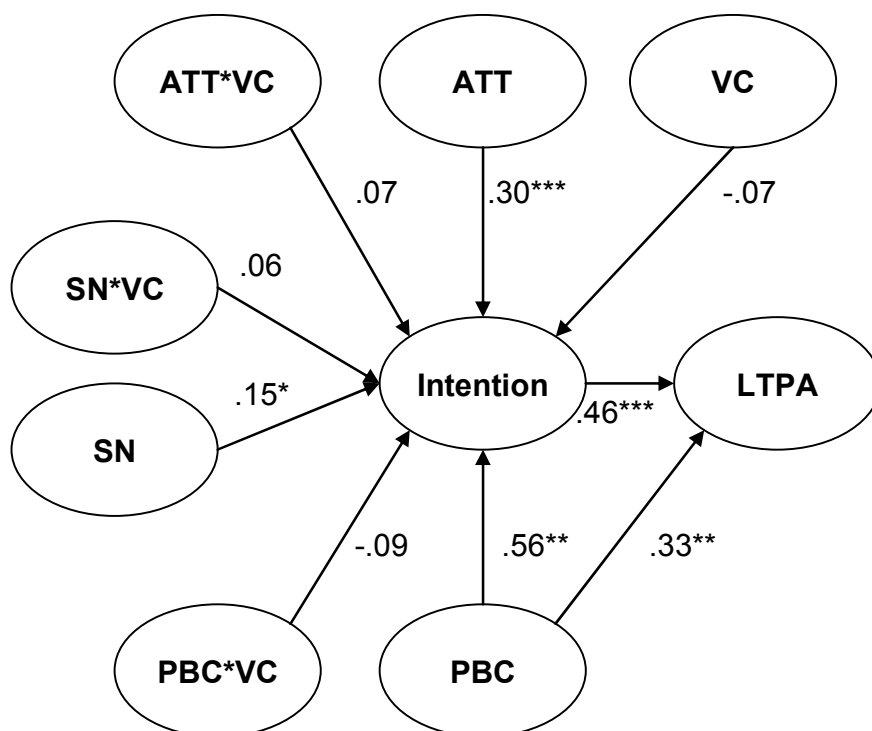 ATT*VC
ATT
VC
.07
.30***
-.07
SN*VC
.06
Intention
LTPA
.15*
.46***
SN
-.09
.56**
.33**
PBC*VC
PBC